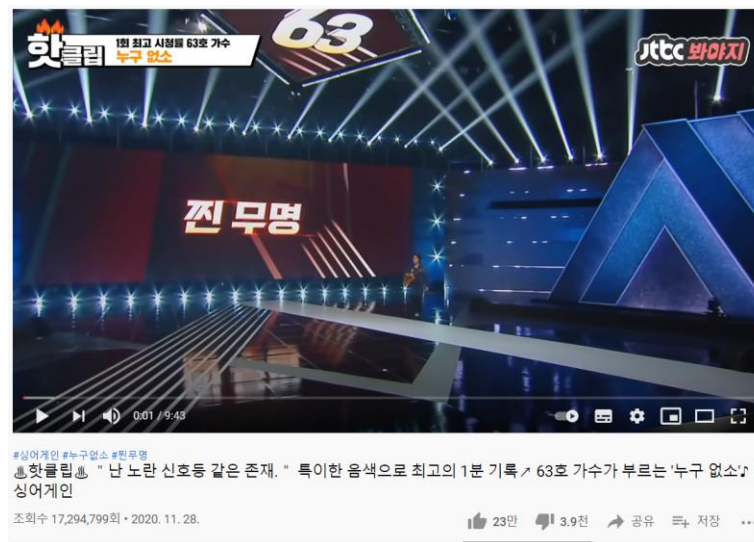 63
핫클립
1회 최고 시청률 63호 가수
누구 없소
jtbc 봐야지
찐 무명
0:01 / 9:43
#싱어게인 #누구없소 #찐무명
♨핫클립♨ " 난 노란 신호등 같은 존재. " 특이한 음색으로 최고의 1분 기록↗ 63호 가수가 부르는 '누구 없소'♪
싱어게인
조회수 17,294,799회 • 2020. 11. 28.
23만 3.9천 공유 저장